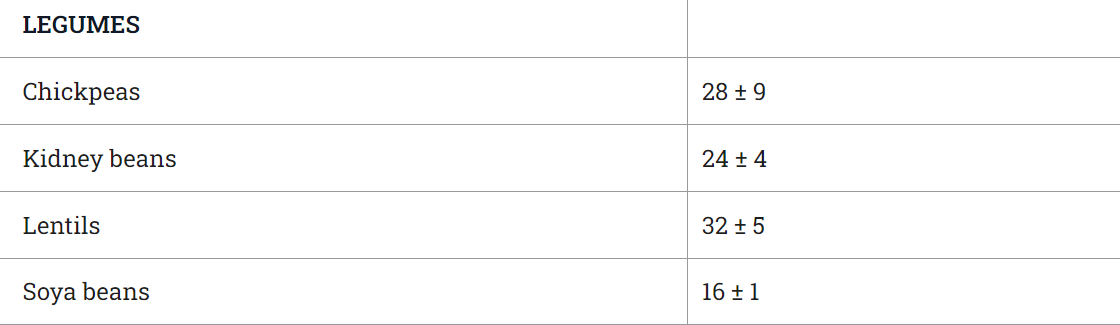 LEGUMES
Chickpeas 28 ± 9
Kidney beans 24 ± 4
Lentils 32 ± 5
Soya beans 16 ± 1